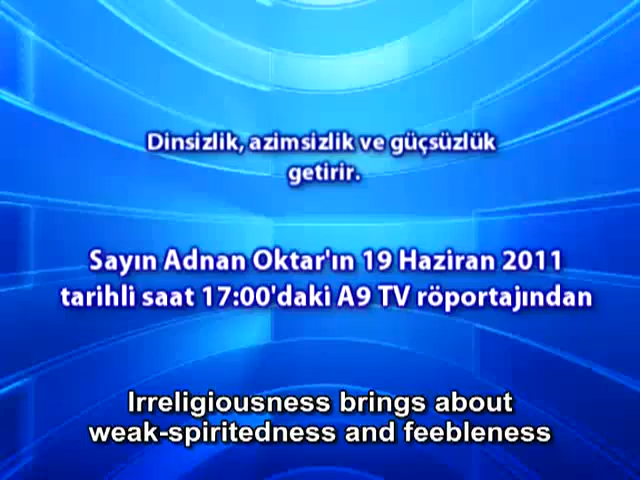 Dinsizlik, azimsizlik ve güçsüzlük
getirir.
Sayın Adnan Oktar'ın 19 Haziran 2011
tarihli saat 17:00'daki A9 TV röportajından
Irreligiousness brings about
weak-spiritedness and feebleness